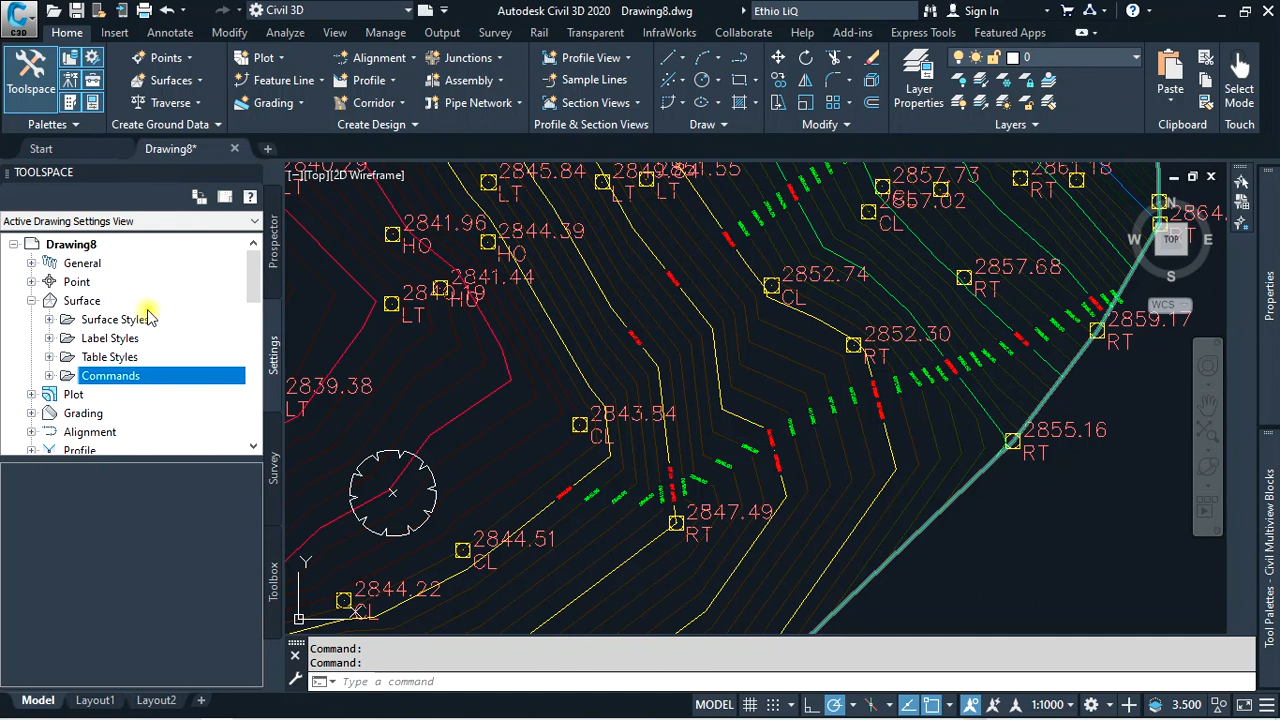 Civil 3D
Autodesk Civil 3D 2020 Drawing8.dwg
Ethio LiQ
Sign In
C3D
Home Insert Annotate Modify Analyze View Manage Output Survey Rail Transparent InfraWorks Collaborate Help Add-ins Express Tools Featured Apps
Toolspace
Points
Surfaces
Traverse
Plot
Feature Line
Grading
Alignment
Profile
Corridor
Junctions
Assembly
Pipe Network
Profile View
Sample Lines
Section Views
0
Layer
Properties
Paste
Select
Mode
Palettes Create Ground Data Create Design Profile & Section Views Draw Modify Layers Clipboard Touch
Start Drawing8*
TOOLSPACE
Active Drawing Settings View
Drawing8
General
Point
Surface
Surface Styles
Label Styles
Table Styles
Commands
Plot
Grading
Alignment
Profile
Prospector
Settings
Survey
Toolbox
[−][Top][2D Wireframe]
2845.84
LT
LT
2857.73
CL
2857.02
RT
2841.96
HO
2844.39
HO
2841.44
HO
LT
2852.74
CL
2857.68
RT
2852.30
RT
2859.17
RT
2839.38
LT
2843.54
CL
2855.16
RT
2847.49
RT
2844.51
CL
2844.22
CL
N
W TOP E
S
WCS
Y
X
Properties
Tool Palettes - Civil Multiview Blocks
Command:
Command:
Type a command
Model Layout1 Layout2
MODEL
1:1000
3.500